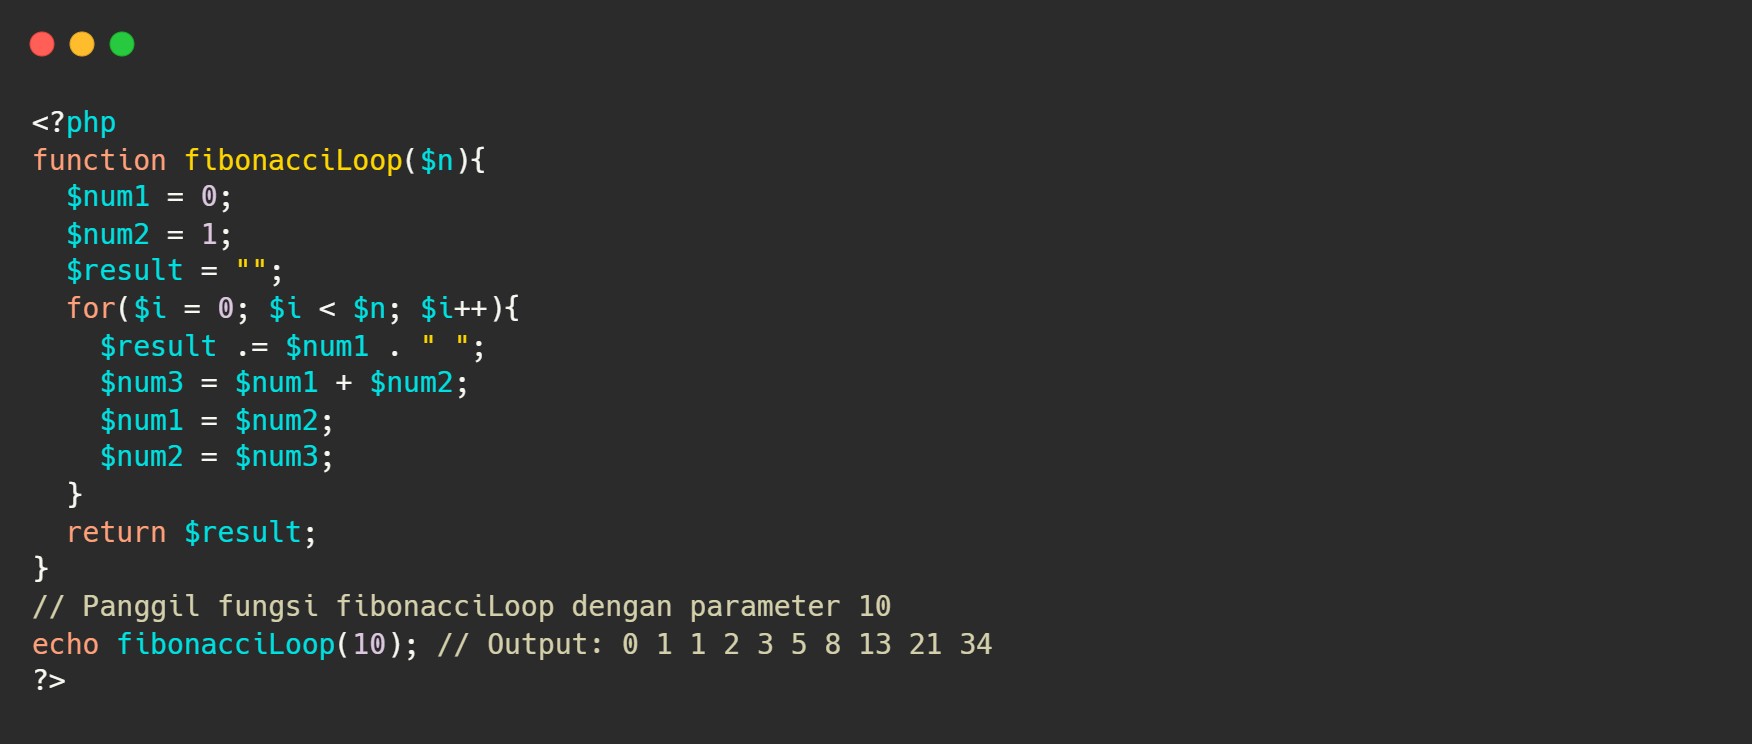 <?php
function fibonacciLoop($n){
  $num1 = 0;
  $num2 = 1;
  $result = "";
  for($i = 0; $i < $n; $i++){
    $result .= $num1 . " ";
    $num3 = $num1 + $num2;
    $num1 = $num2;
    $num2 = $num3;
  }
  return $result;
}
// Panggil fungsi fibonacciLoop dengan parameter 10
echo fibonacciLoop(10); // Output: 0 1 1 2 3 5 8 13 21 34
?>